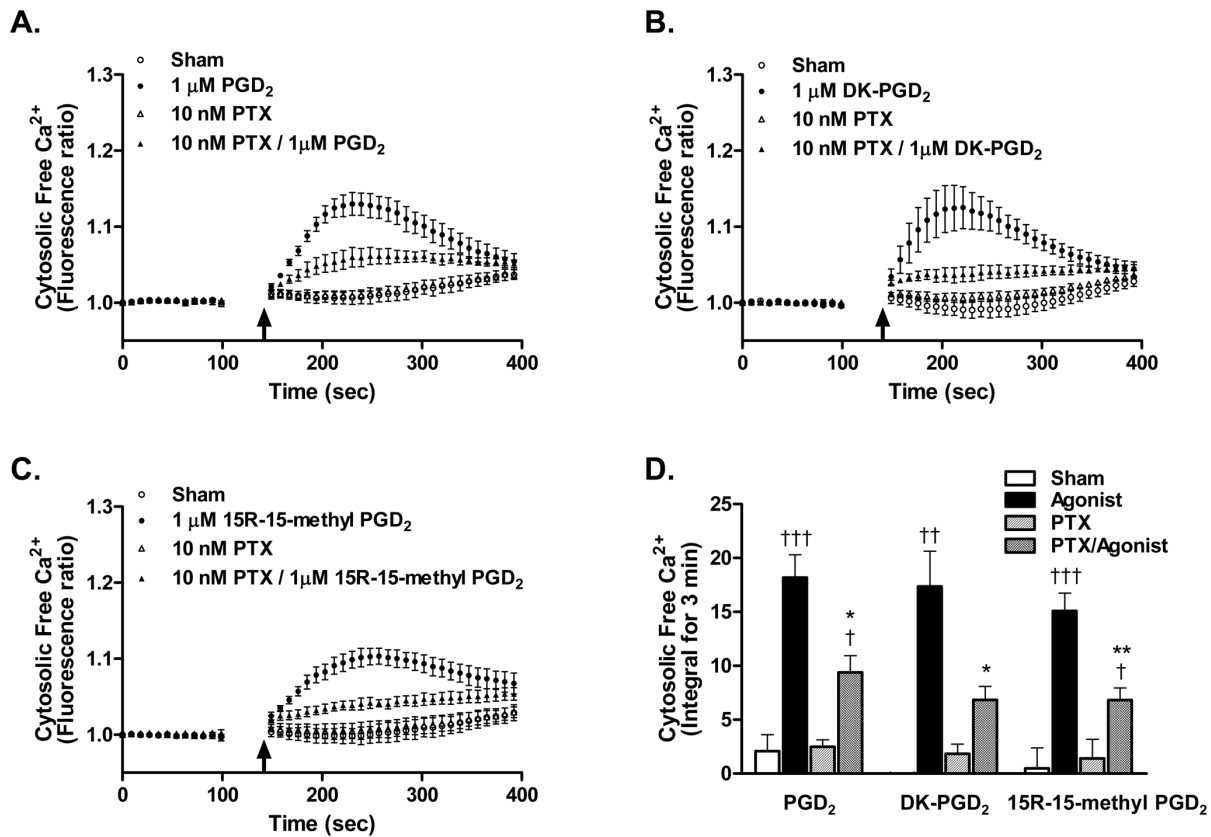 A.
Sham
1 μM PGD₂
10 nM PTX
10 nM PTX / 1μM PGD₂
Cytosolic Free Ca²⁺
(Fluorescence ratio)
1.3
1.2
1.1
1.0
0 100 200 300 400
Time (sec)
B.
Sham
1 μM DK-PGD₂
10 nM PTX
10 nM PTX / 1μM DK-PGD₂
Cytosolic Free Ca²⁺
(Fluorescence ratio)
1.3
1.2
1.1
1.0
0 100 200 300 400
Time (sec)
C.
Sham
1 μM 15R-15-methyl PGD₂
10 nM PTX
10 nM PTX / 1μM 15R-15-methyl PGD₂
Cytosolic Free Ca²⁺
(Fluorescence ratio)
1.3
1.2
1.1
1.0
0 100 200 300 400
Time (sec)
D.
Sham
Agonist
PTX
PTX/Agonist
Cytosolic Free Ca²⁺
(Integral for 3 min)
25
20
15
10
5
0
†††
*
†
††
*
†††
**
†
PGD₂ DK-PGD₂ 15R-15-methyl PGD₂